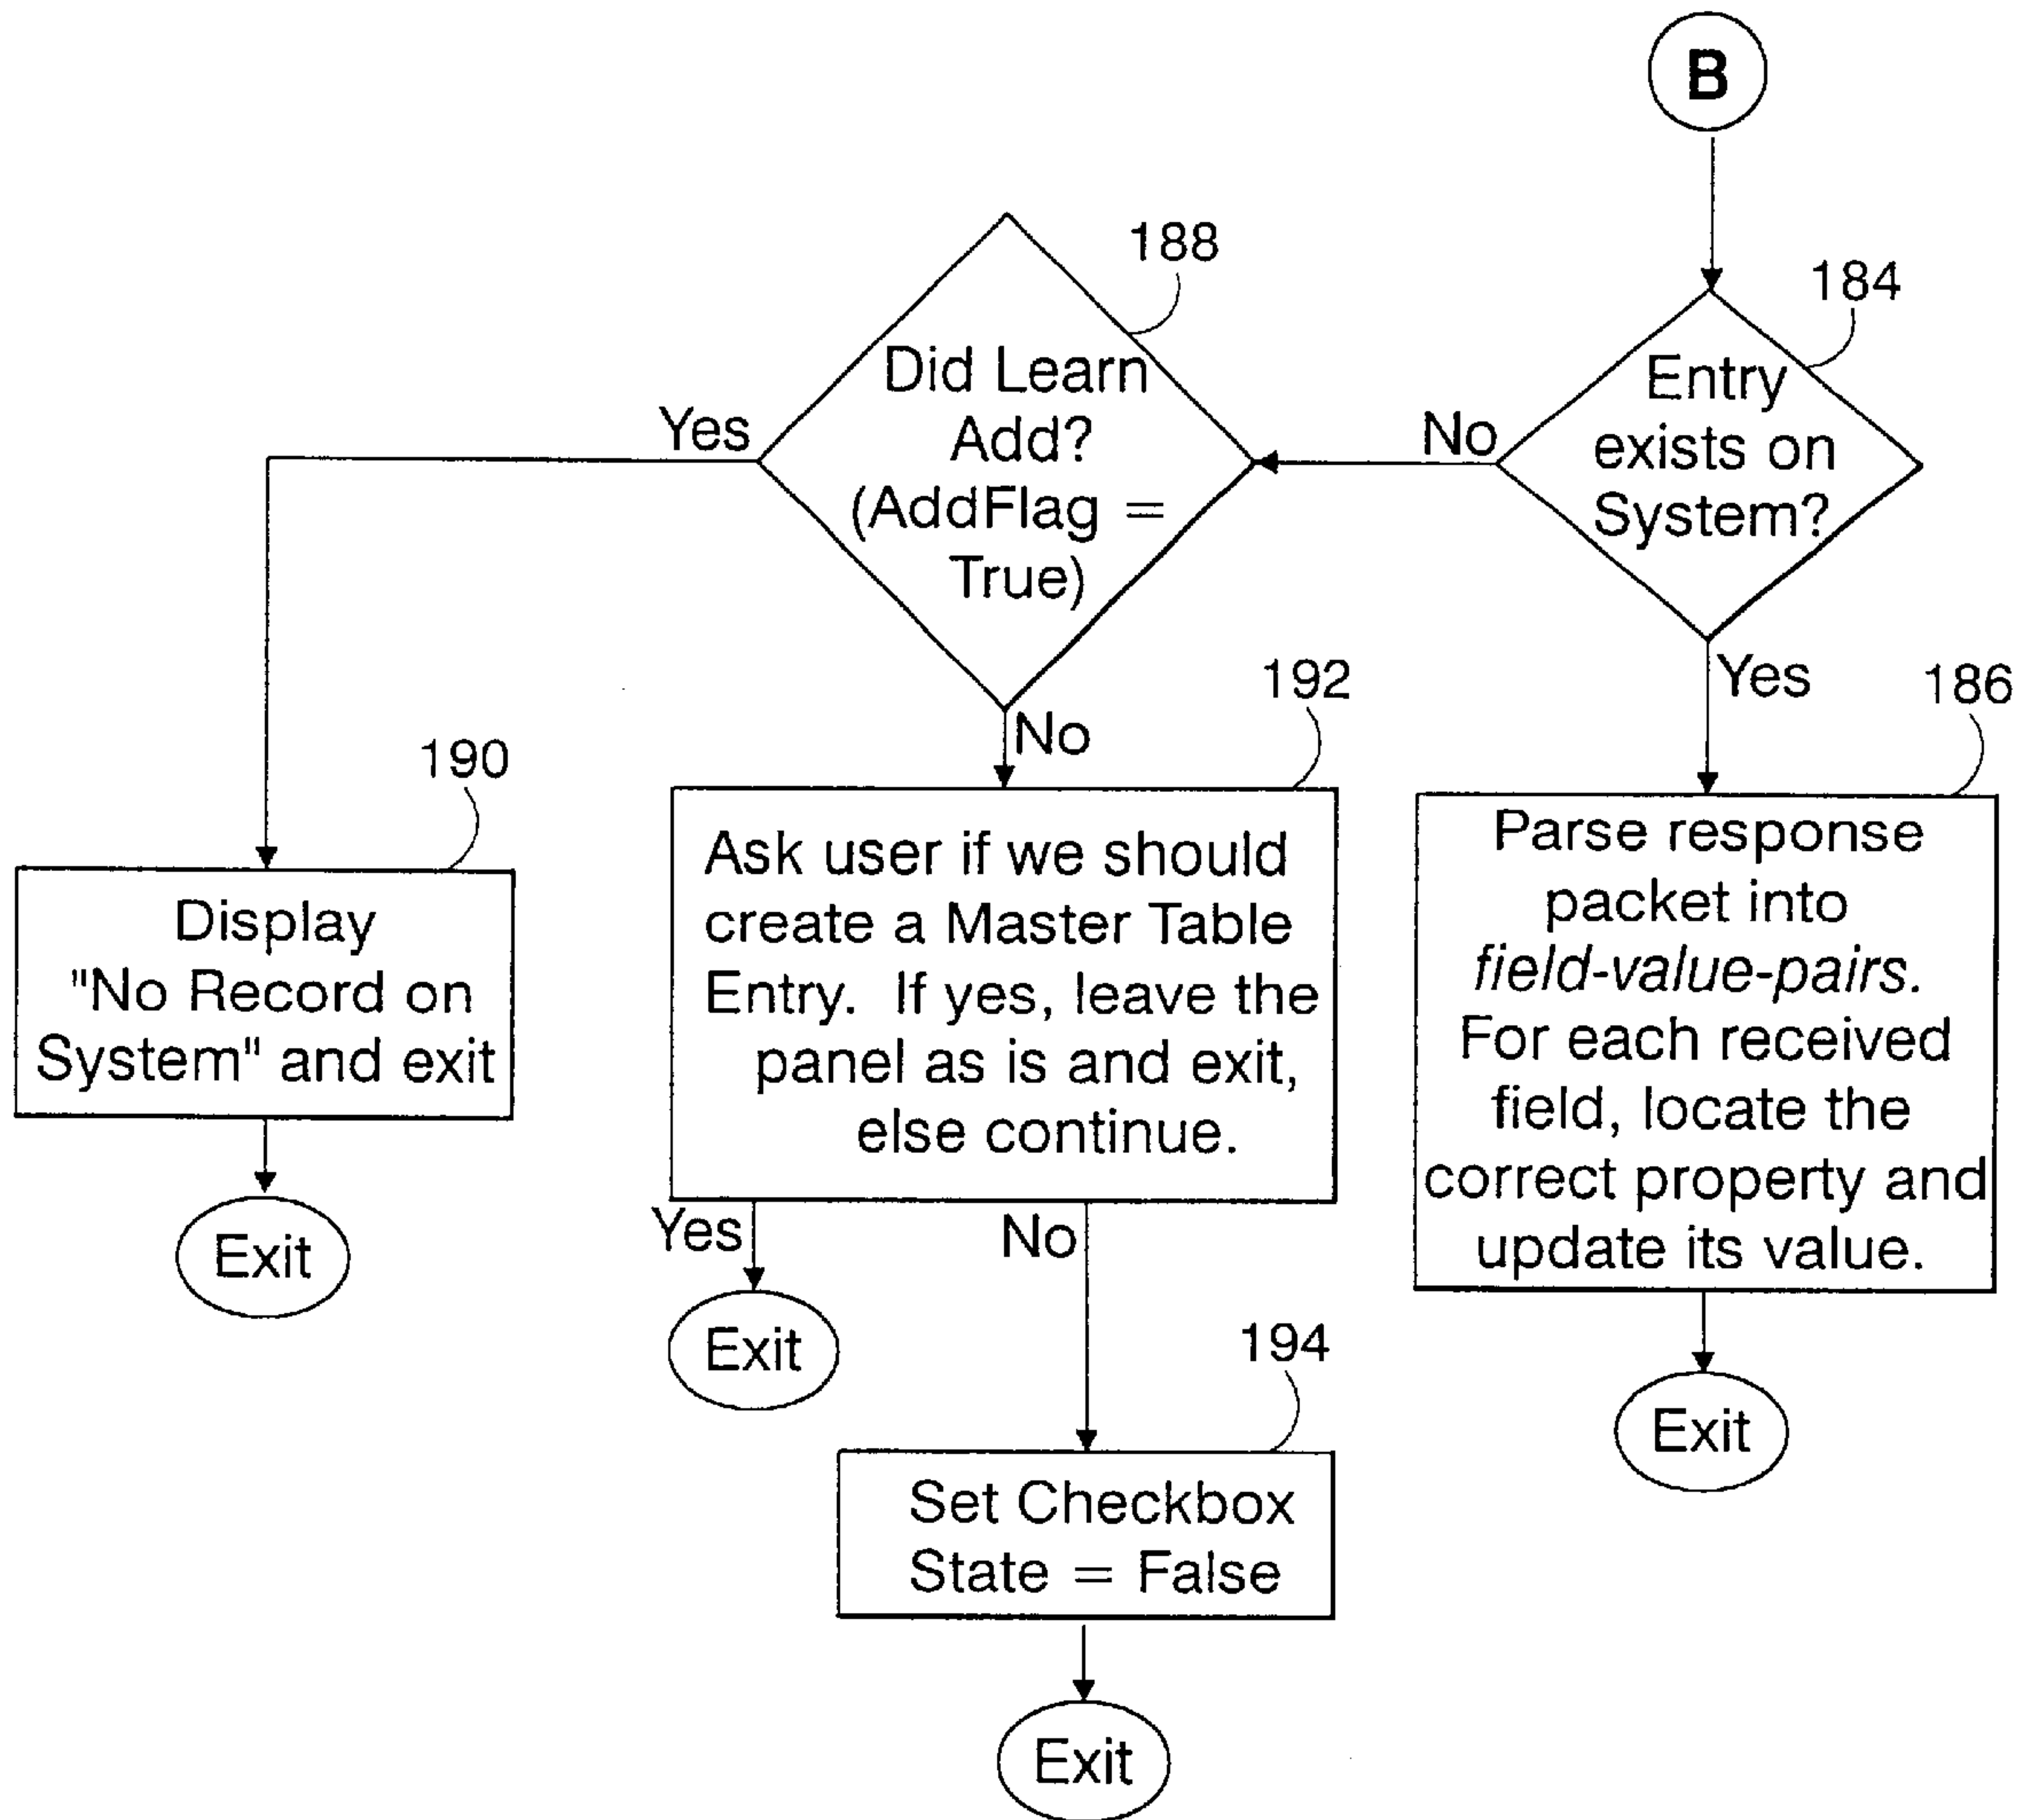 B
184
Entry
exists on
System?
No
Yes
188
Did Learn
Add?
(AddFlag =
True)
Yes
No
186
Parse response
packet into
field-value-pairs.
For each received
field, locate the
correct property and
update its value.
Exit
190
Display
"No Record on
System" and exit
Exit
192
Ask user if we should
create a Master Table
Entry. If yes, leave the
panel as is and exit,
else continue.
Yes
No
Exit
194
Set Checkbox
State = False
Exit